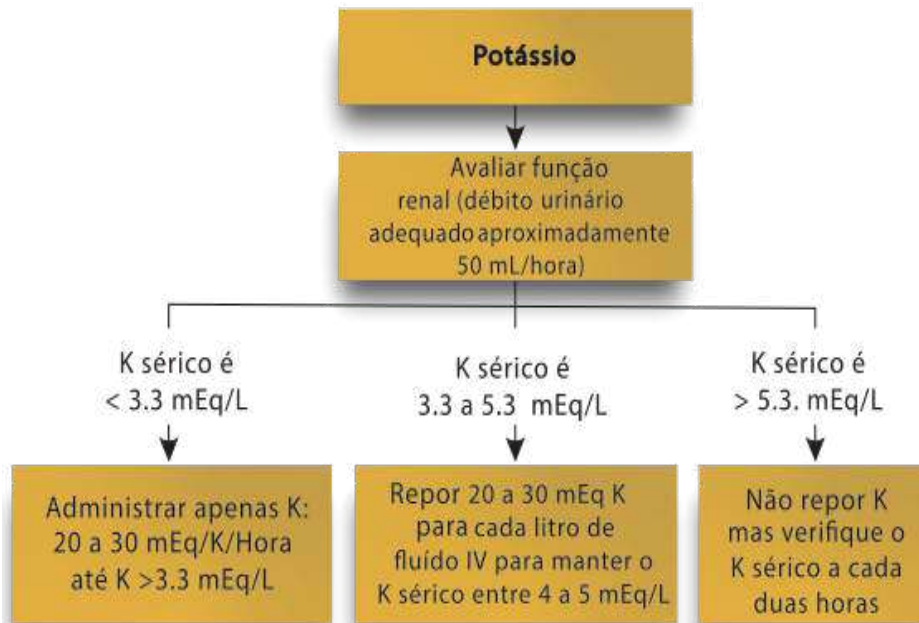 Potássio
Avaliar função
renal (débito urinário
adequado aproximadamente
50 mL/hora)
K sérico é
< 3.3 mEq/L
K sérico é
3.3 a 5.3 mEq/L
K sérico é
> 5.3. mEq/L
Administrar apenas K:
20 a 30 mEq/K/Hora
até K >3.3 mEq/L
Repor 20 a 30 mEq K
para cada litro de
fluído IV para manter o
K sérico entre 4 a 5 mEq/L
Não repor K
mas verifique o
K sérico a cada
duas horas